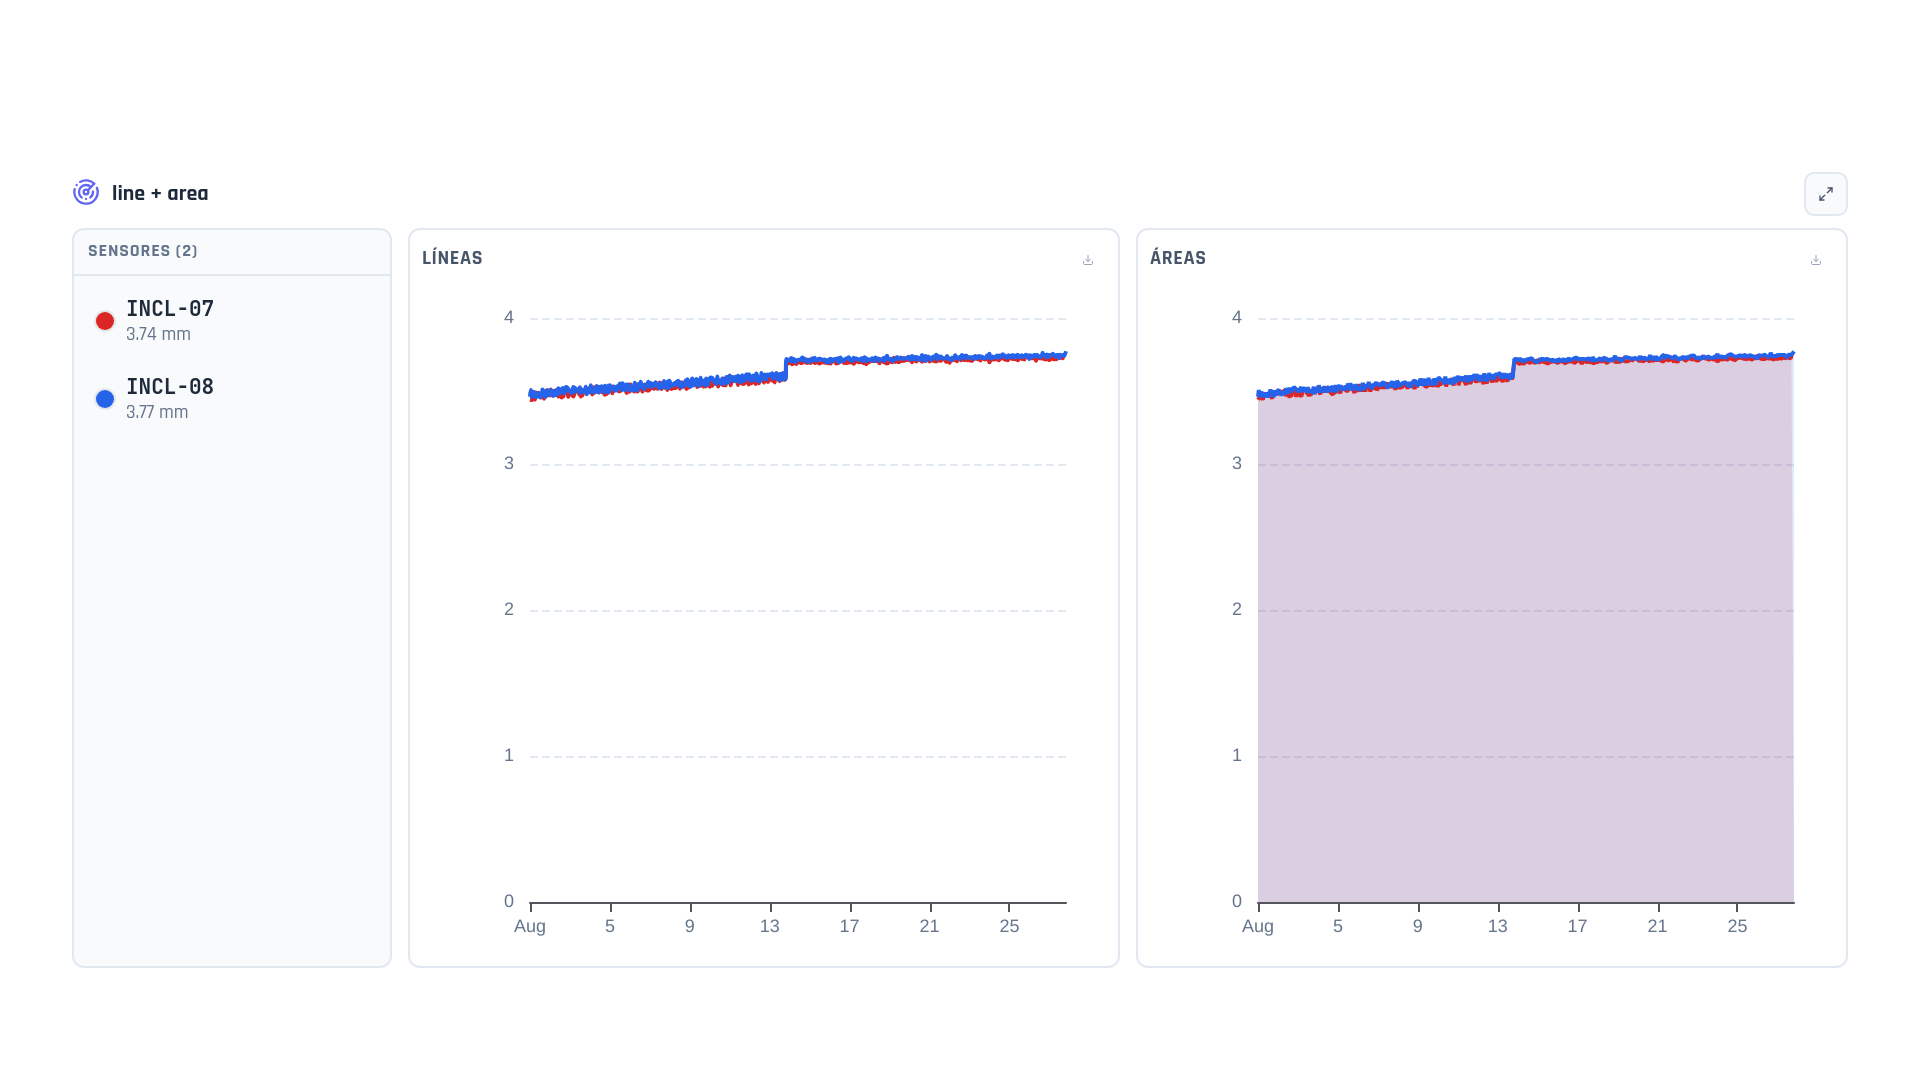 line + area
SENSORES (2)
INCL-07
3.74 mm
INCL-08
3.77 mm
LÍNEAS
4
3
2
1
0
Aug 5 9 13 17 21 25
ÁREAS
4
3
2
1
0
Aug 5 9 13 17 21 25